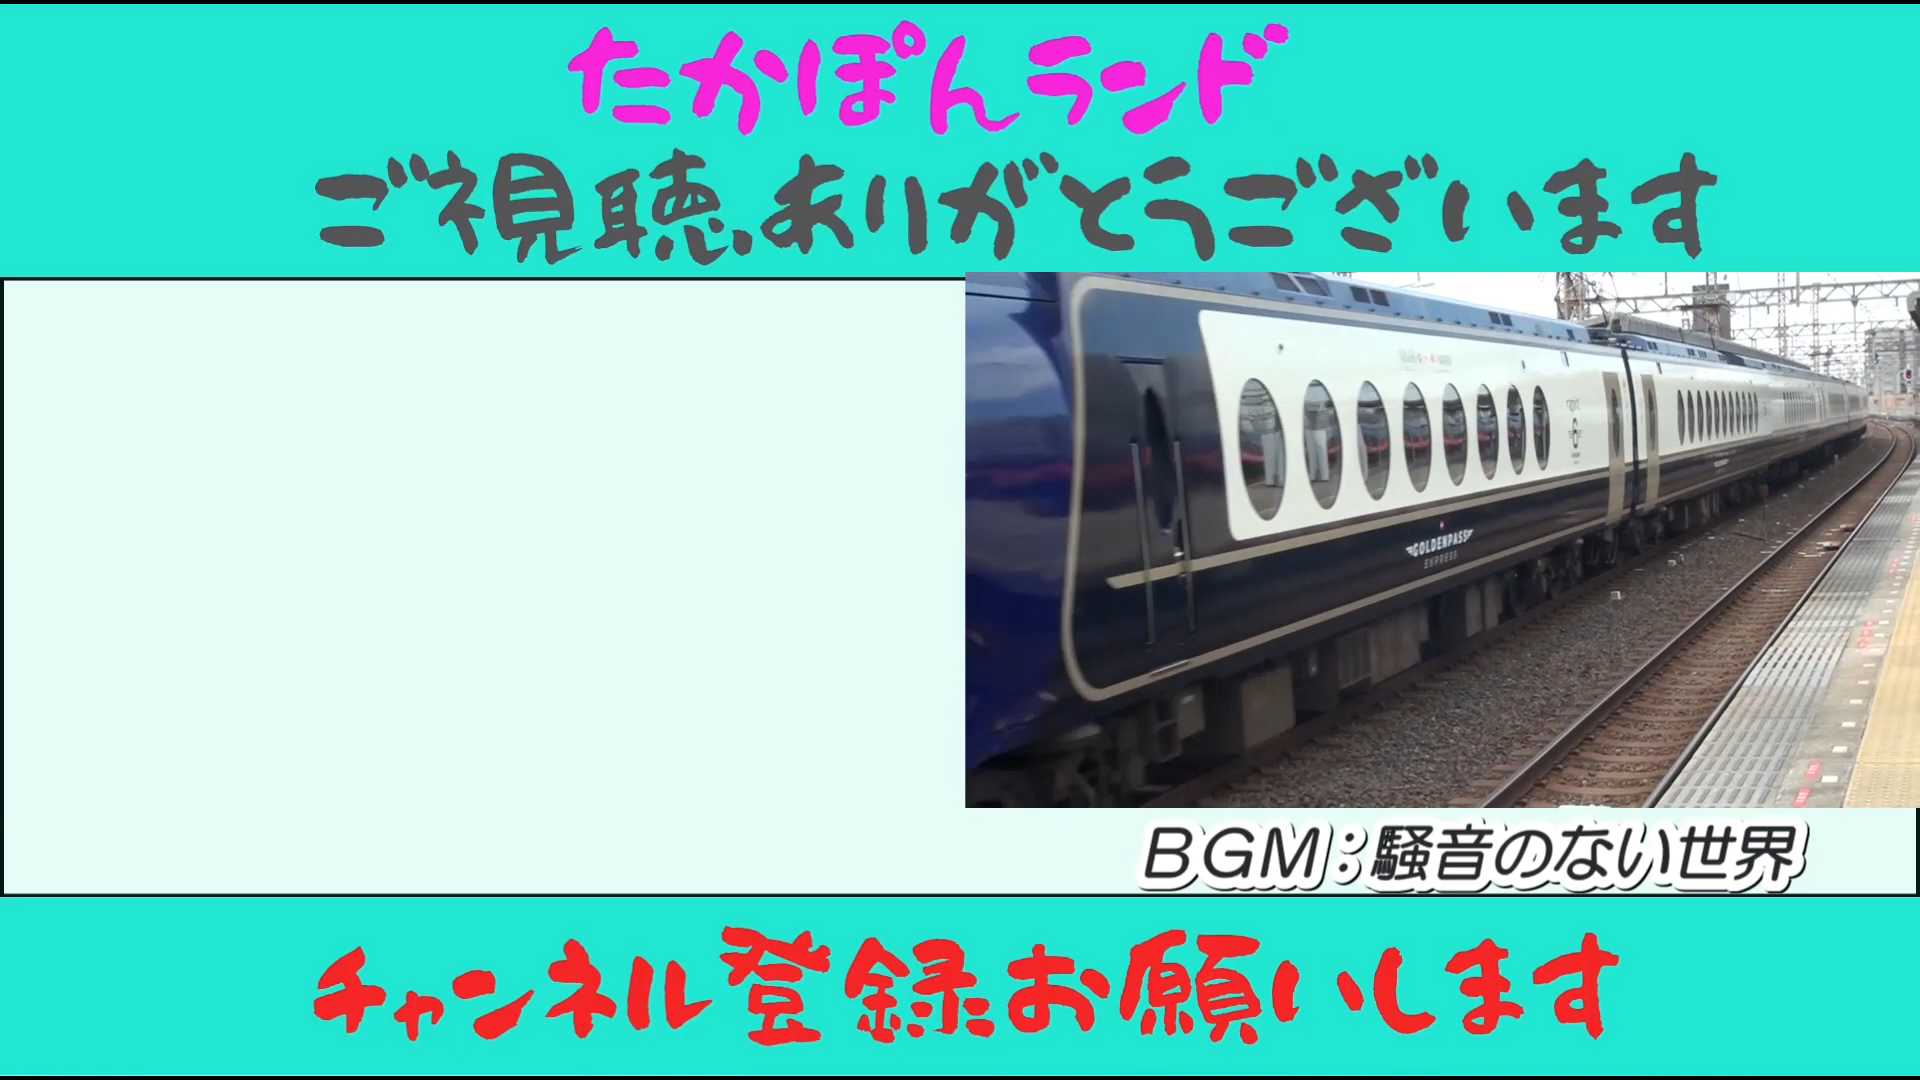 たかぽんランド
ご視聴ありがとうございます
GOLDENPASS
EXPRESS
BGM:騒音のない世界
チャンネル登録お願いします